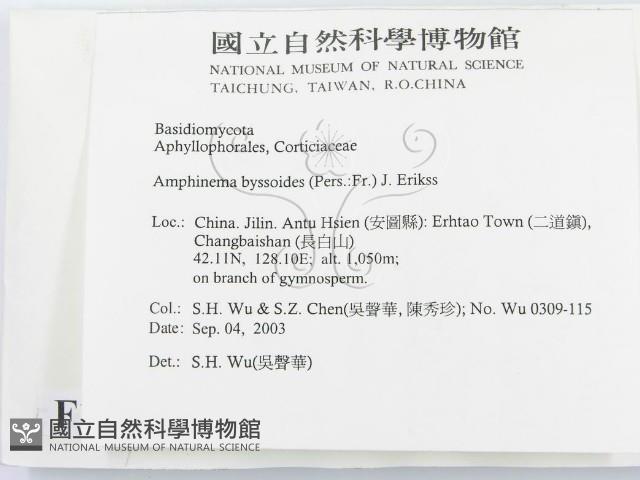 國立自然科學博物館
NATIONAL MUSEUM OF NATURAL SCIENCE
TAICHUNG, TAIWAN, R.O.CHINA
Basidiomycota
Aphyllophorales, Corticiaceae
Amphinema byssoides (Pers.:Fr.) J. Erikss
Loc.: China. Jilin. Antu Hsien (安圖縣): Erhtao Town (二道鎮),
Changbaishan (長白山)
42.11N, 128.10E; alt. 1,050m;
on branch of gymnosperm.
Col.: S.H. Wu & S.Z. Chen(吳聲華, 陳秀珍); No. Wu 0309-115
Date: Sep. 04, 2003
Det.: S.H. Wu(吳聲華)
F
國立自然科學博物館
NATIONAL MUSEUM OF NATURAL SCIENCE